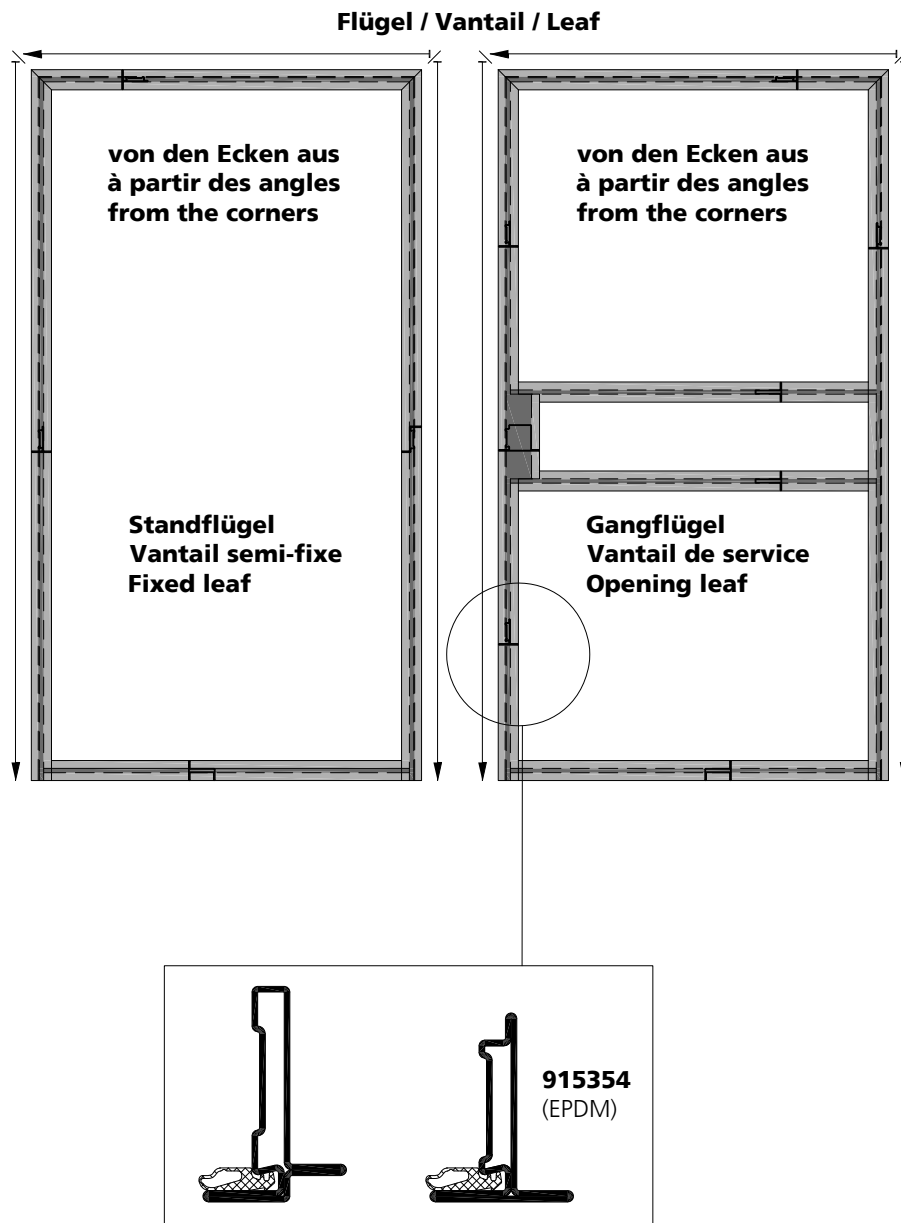 Flügel / Vantail / Leaf
von den Ecken aus
à partir des angles
from the corners
von den Ecken aus
à partir des angles
from the corners
Standflügel
Vantail semi-fixe
Fixed leaf
Gangflügel
Vantail de service
Opening leaf
915354
(EPDM)